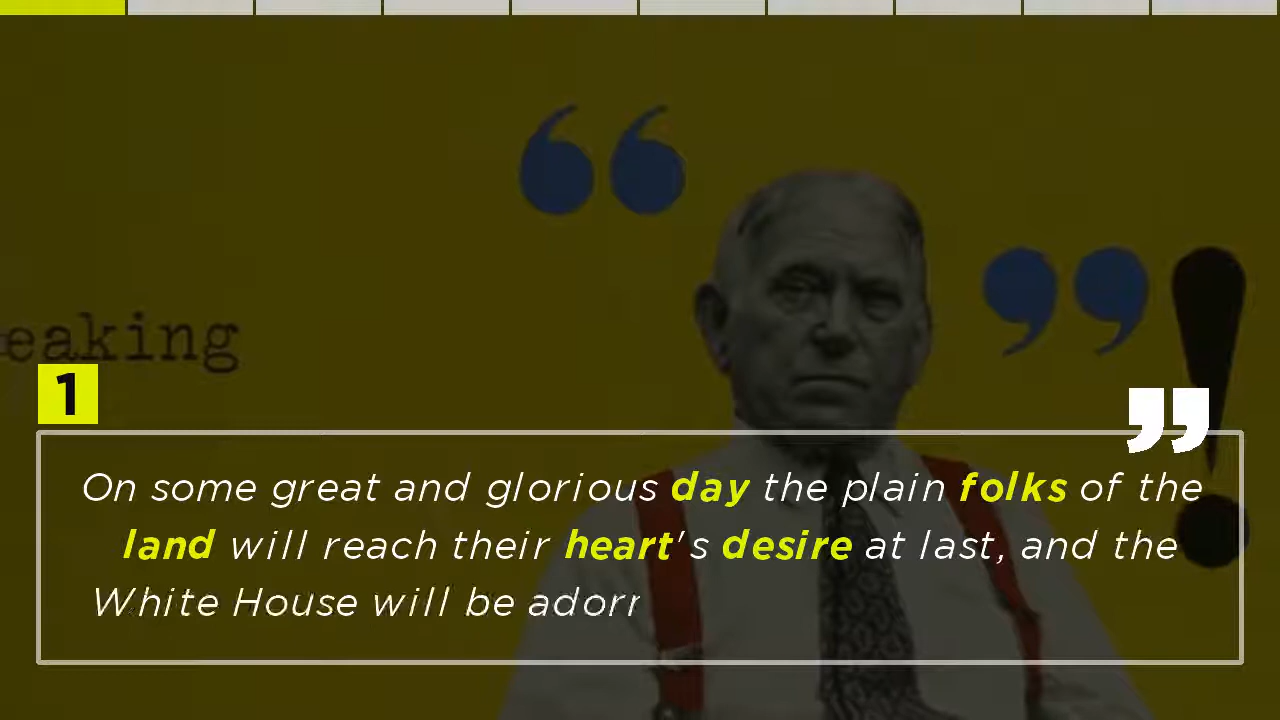 eaking
1
On some great and glorious day the plain folks of the
land will reach their heart's desire at last, and the
White House will be ador